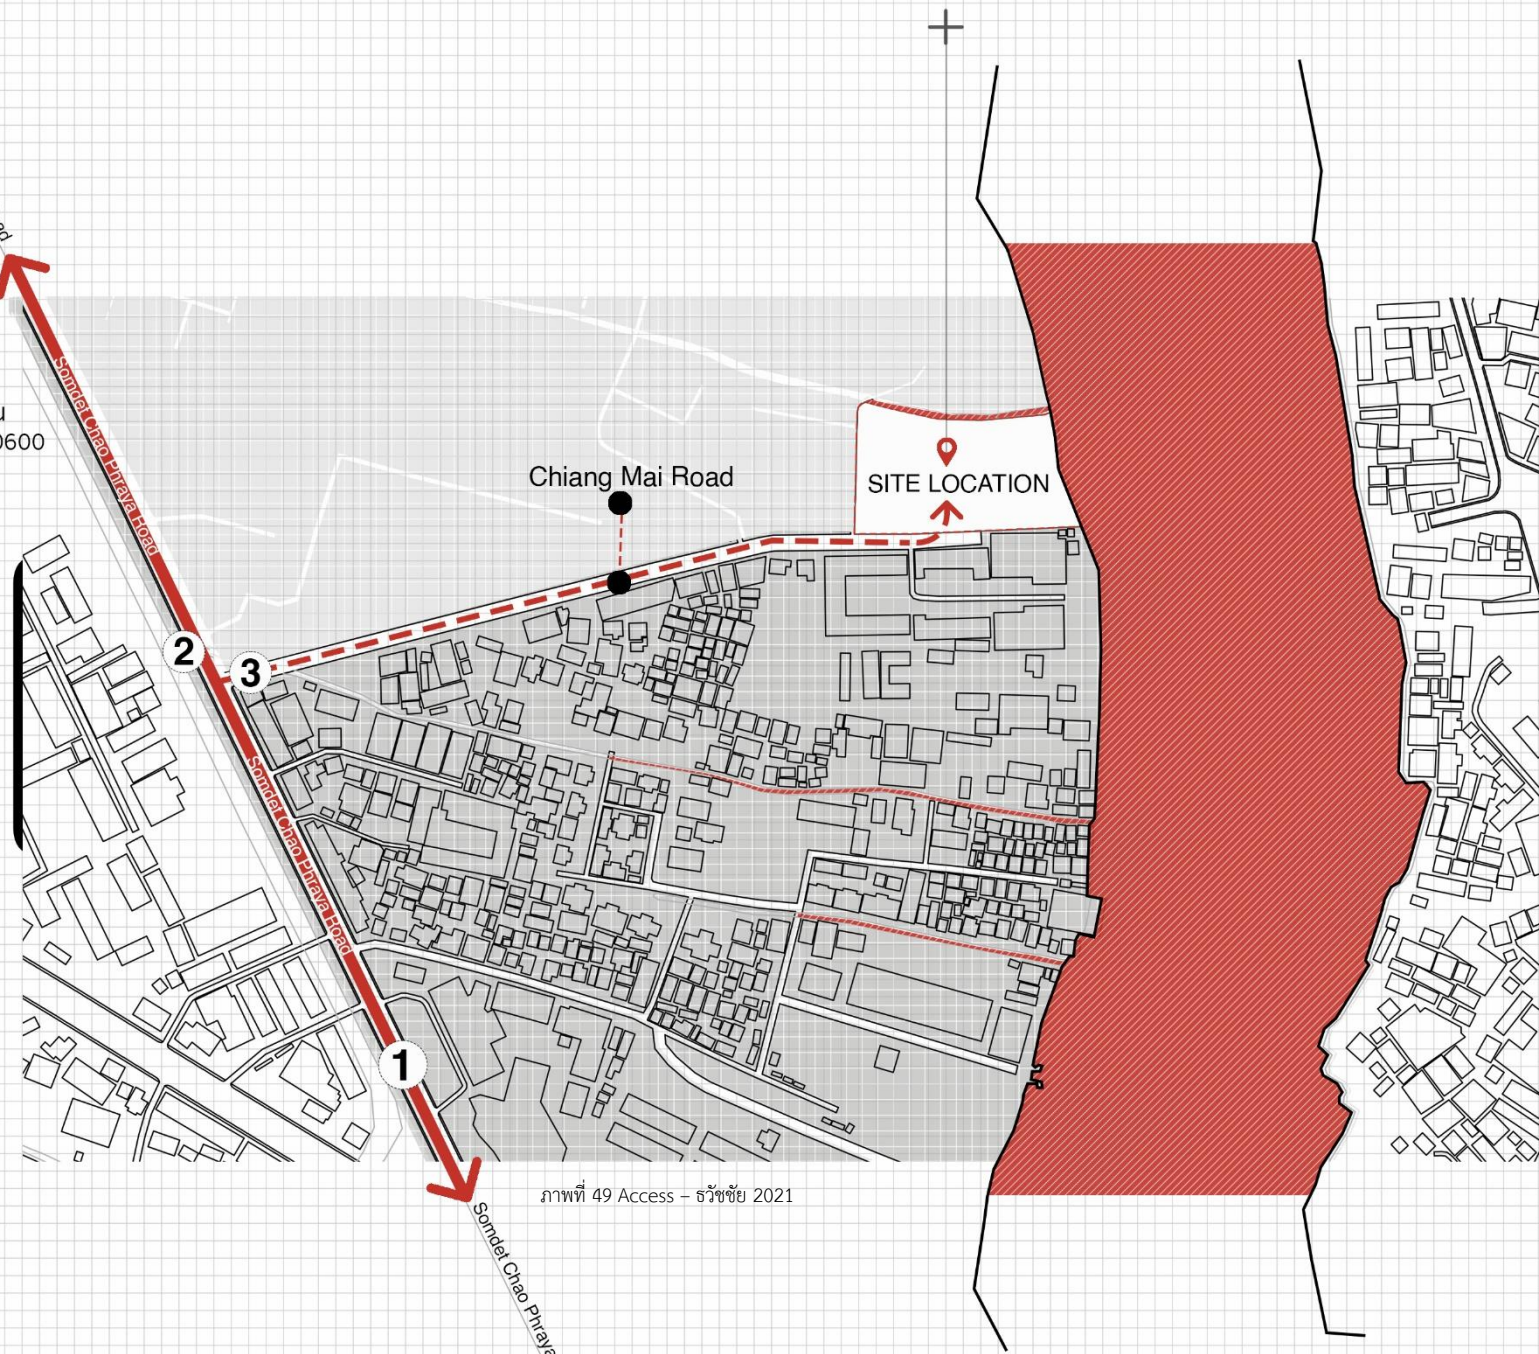 0600
Somdet Chao Phraya Road
Chiang Mai Road
SITE LOCATION
2
3
Somdet Chao Phraya Road
1
ภาพที่ 49 Access – ธวัชชัย 2021
Somdet Chao Phraya